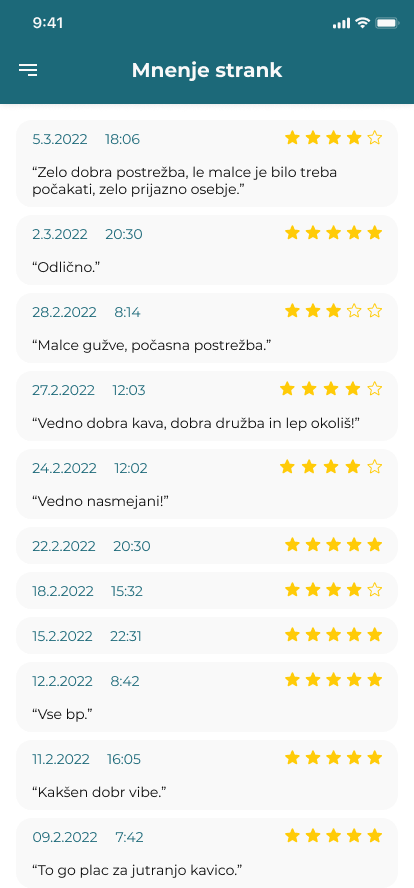 9:41
Mnenje strank
5.3.2022 18:06
“Zelo dobra postrežba, le malce je bilo treba
počakati, zelo prijazno osebje.”
2.3.2022 20:30
“Odlično.”
28.2.2022 8:14
“Malce gužve, počasna postrežba.”
27.2.2022 12:03
“Vedno dobra kava, dobra družba in lep okoliš!”
24.2.2022 12:02
“Vedno nasmejani!”
22.2.2022 20:30
18.2.2022 15:32
15.2.2022 22:31
12.2.2022 8:42
“Vse bp.”
11.2.2022 16:05
“Kakšen dobr vibe.”
09.2.2022 7:42
“To go plac za jutranjo kavico.”